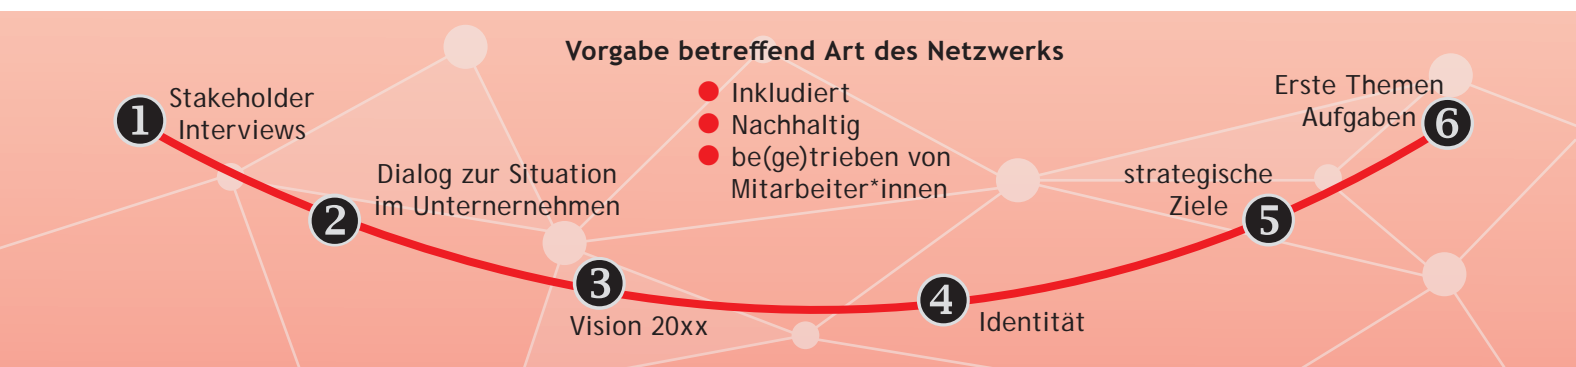 Vorgabe betreffend Art des Netzwerks
Inkludiert
Nachhaltig
be(ge)trieben von
Mitarbeiter*innen
1
Stakeholder
Interviews
2
Dialog zur Situation
im Unternernehmen
3
Vision 20xx
4
Identität
5
strategische
Ziele
6
Erste Themen
Aufgaben